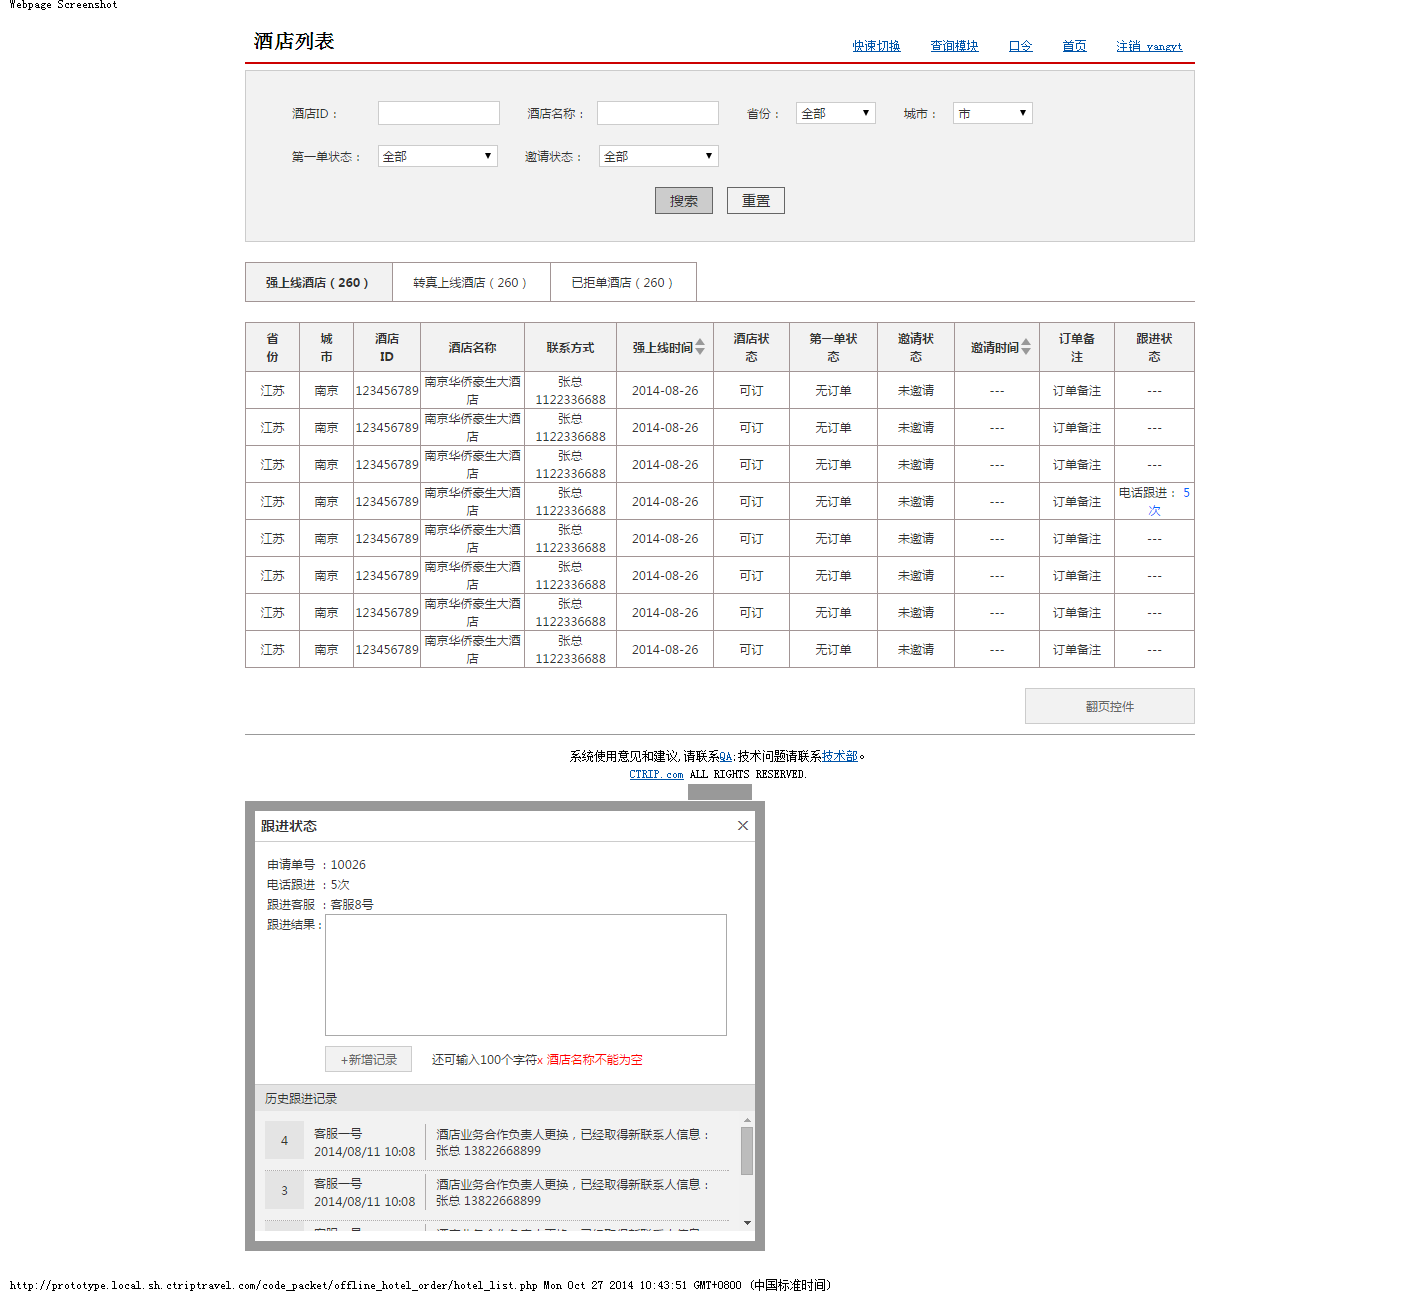 Webpage Screenshot
酒店列表
快速切换 查询模块 口令 首页 注销 yangyt
酒店ID： 酒店名称： 省份： 全部 城市： 市
第一单状态： 全部 邀请状态： 全部
搜索 重置
强上线酒店（260） 转真上线酒店（260） 已拒单酒店（260）
省份 城市 酒店ID 酒店名称 联系方式 强上线时间 酒店状态 第一单状态 邀请状态 邀请时间 订单备注 跟进状态
江苏 南京 123456789 南京华侨豪生大酒店 张总 1122336688 2014-08-26 可订 无订单 未邀请 --- 订单备注 ---
江苏 南京 123456789 南京华侨豪生大酒店 张总 1122336688 2014-08-26 可订 无订单 未邀请 --- 订单备注 ---
江苏 南京 123456789 南京华侨豪生大酒店 张总 1122336688 2014-08-26 可订 无订单 未邀请 --- 订单备注 ---
江苏 南京 123456789 南京华侨豪生大酒店 张总 1122336688 2014-08-26 可订 无订单 未邀请 --- 订单备注 电话跟进： 5次
江苏 南京 123456789 南京华侨豪生大酒店 张总 1122336688 2014-08-26 可订 无订单 未邀请 --- 订单备注 ---
江苏 南京 123456789 南京华侨豪生大酒店 张总 1122336688 2014-08-26 可订 无订单 未邀请 --- 订单备注 ---
江苏 南京 123456789 南京华侨豪生大酒店 张总 1122336688 2014-08-26 可订 无订单 未邀请 --- 订单备注 ---
江苏 南京 123456789 南京华侨豪生大酒店 张总 1122336688 2014-08-26 可订 无订单 未邀请 --- 订单备注 ---
翻页控件
系统使用意见和建议,请联系QA;技术问题请联系技术部。
CTRIP.com ALL RIGHTS RESERVED.
跟进状态 ×
申请单号 ：10026
电话跟进 ：5次
跟进客服 ：客服8号
跟进结果：
+新增记录 还可输入100个字符x 酒店名称不能为空
历史跟进记录
4 客服一号 2014/08/11 10:08 酒店业务合作负责人更换，已经取得新联系人信息：
张总 13822668899
3 客服一号 2014/08/11 10:08 酒店业务合作负责人更换，已经取得新联系人信息：
张总 13822668899
http://prototype.local.sh.ctriptravel.com/code_packet/offline_hotel_order/hotel_list.php Mon Oct 27 2014 10:43:51 GMT+0800 (中国标准时间)